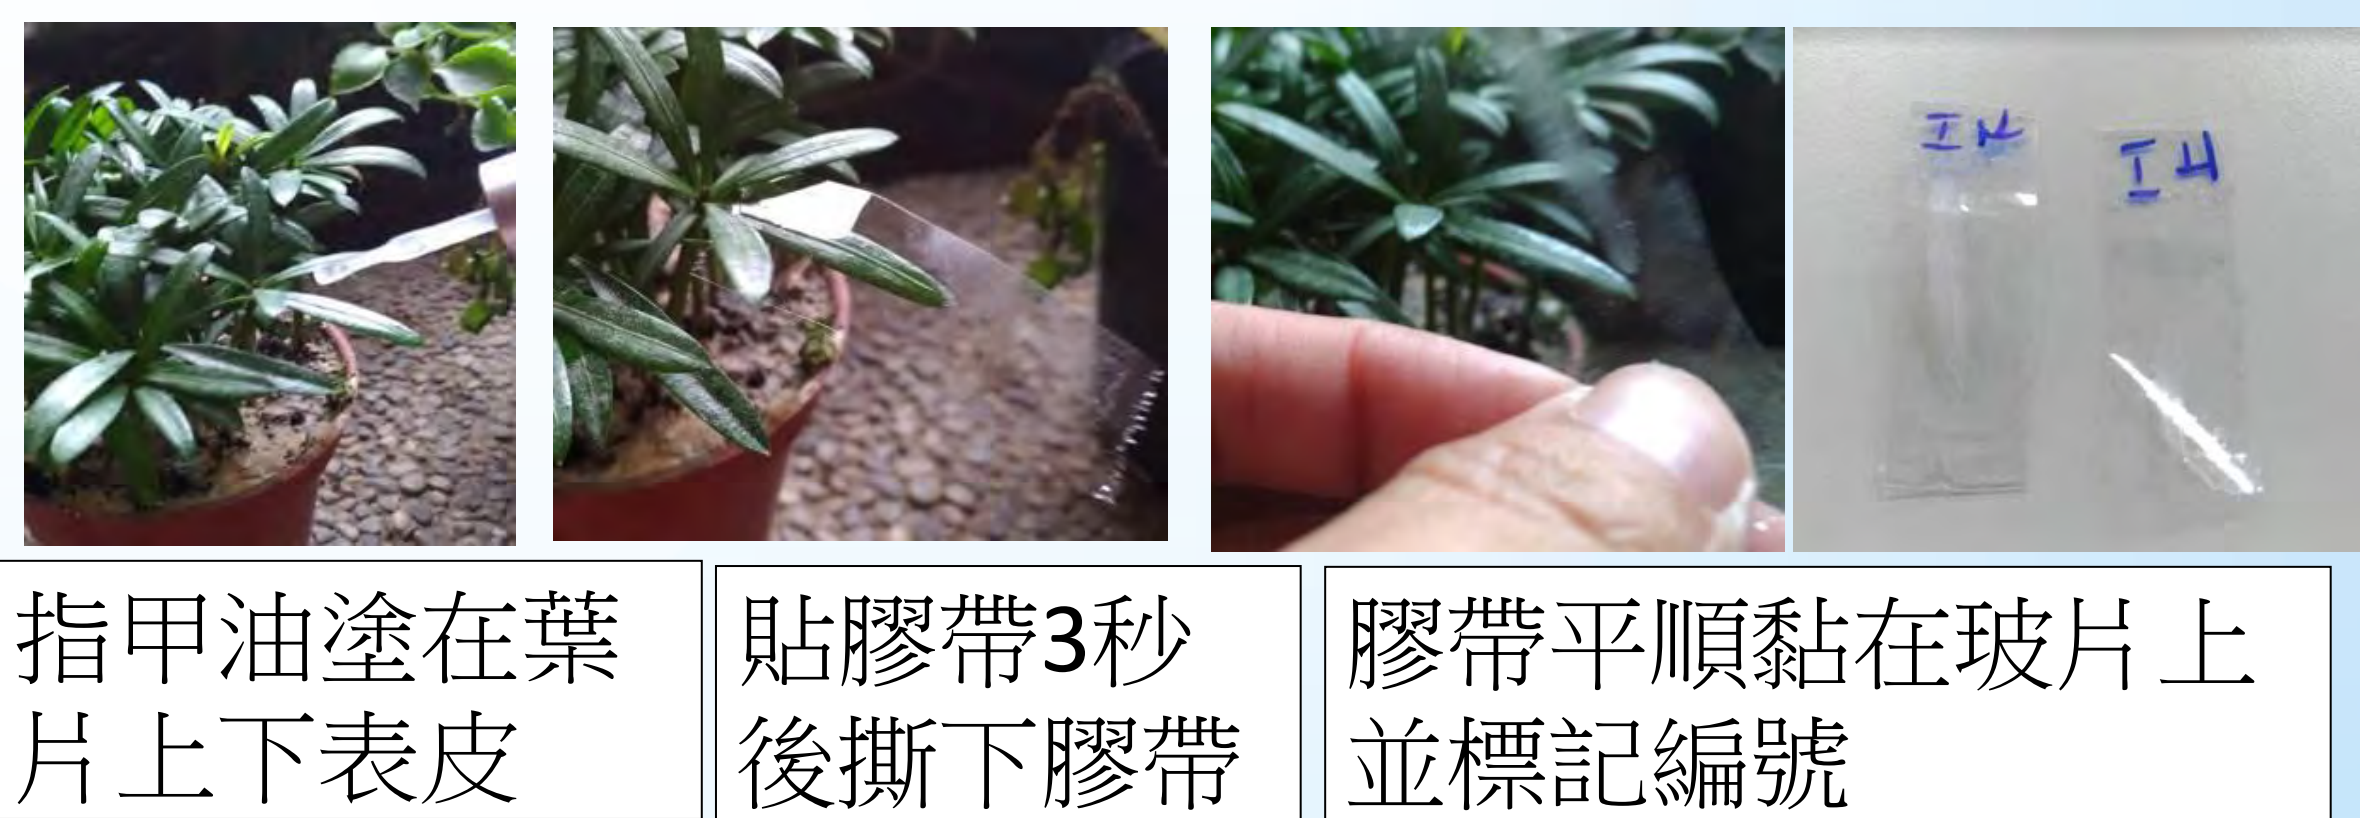 指甲油塗在葉
片上下表皮
貼膠帶3秒
後撕下膠帶
膠帶平順黏在玻片上
並標記編號